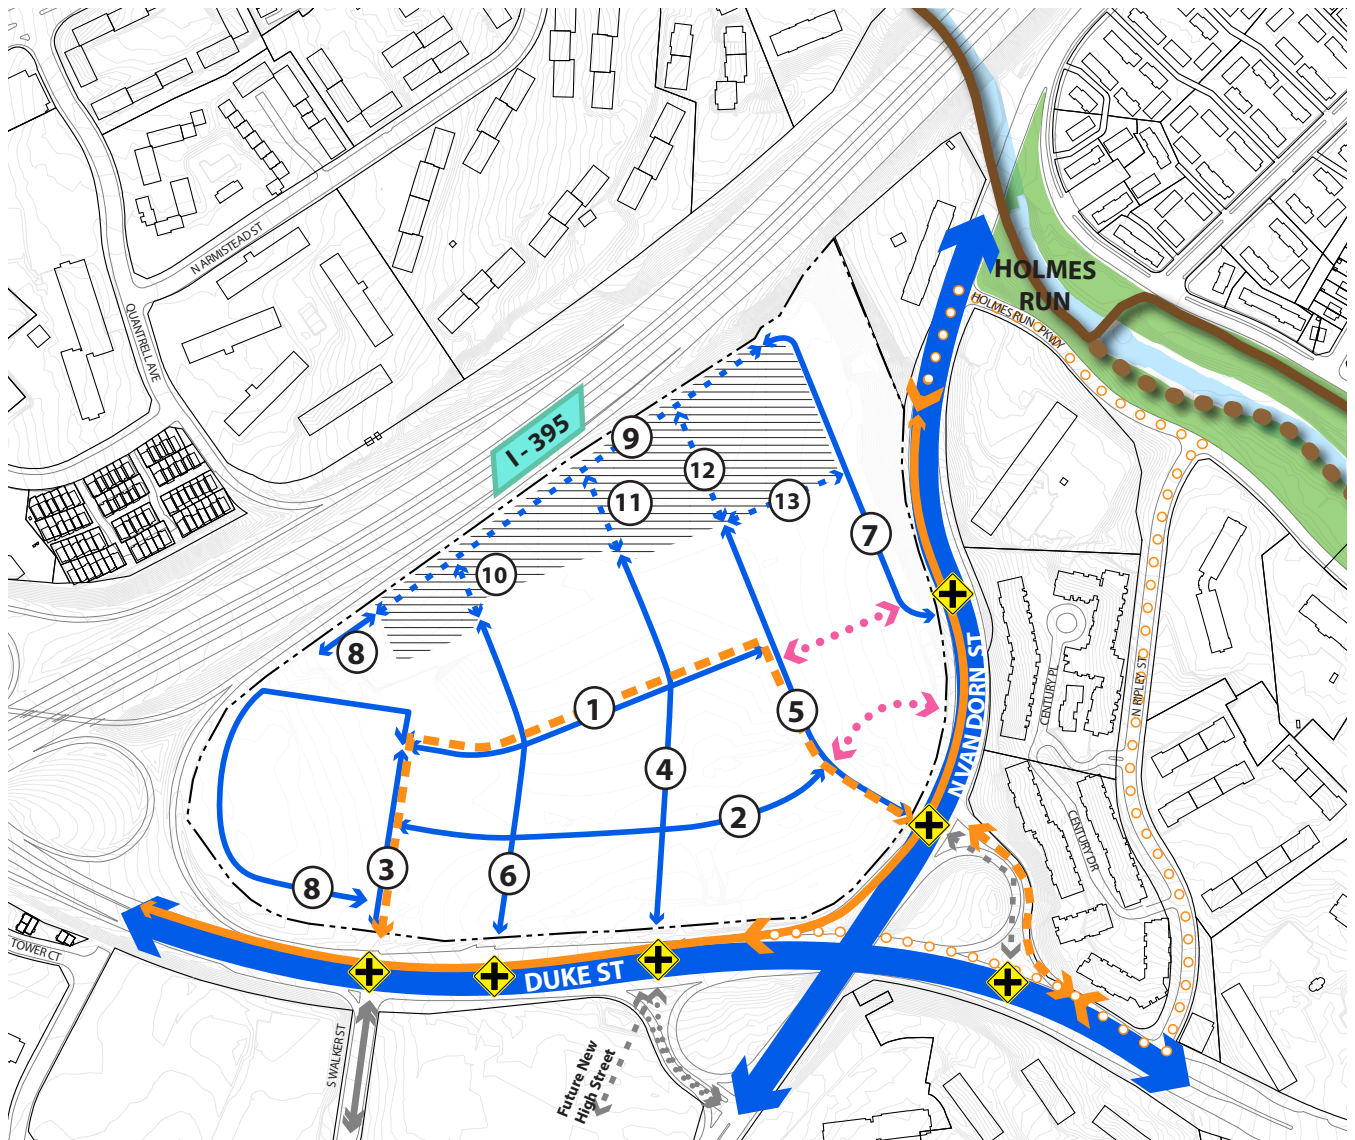 N ARMISTEAD ST
QUANTRELL AVE
HOLMES
RUN
HOLMES RUN PKWY
I - 395
9
12
11
13
7
10
8
1
5
4
2
3
6
8
N VAN DORN ST
CENTURY PL
N RIPLEY ST
CENTURY DR
TOWER CT
DUKE ST
S WALKER ST
Future New
High Street